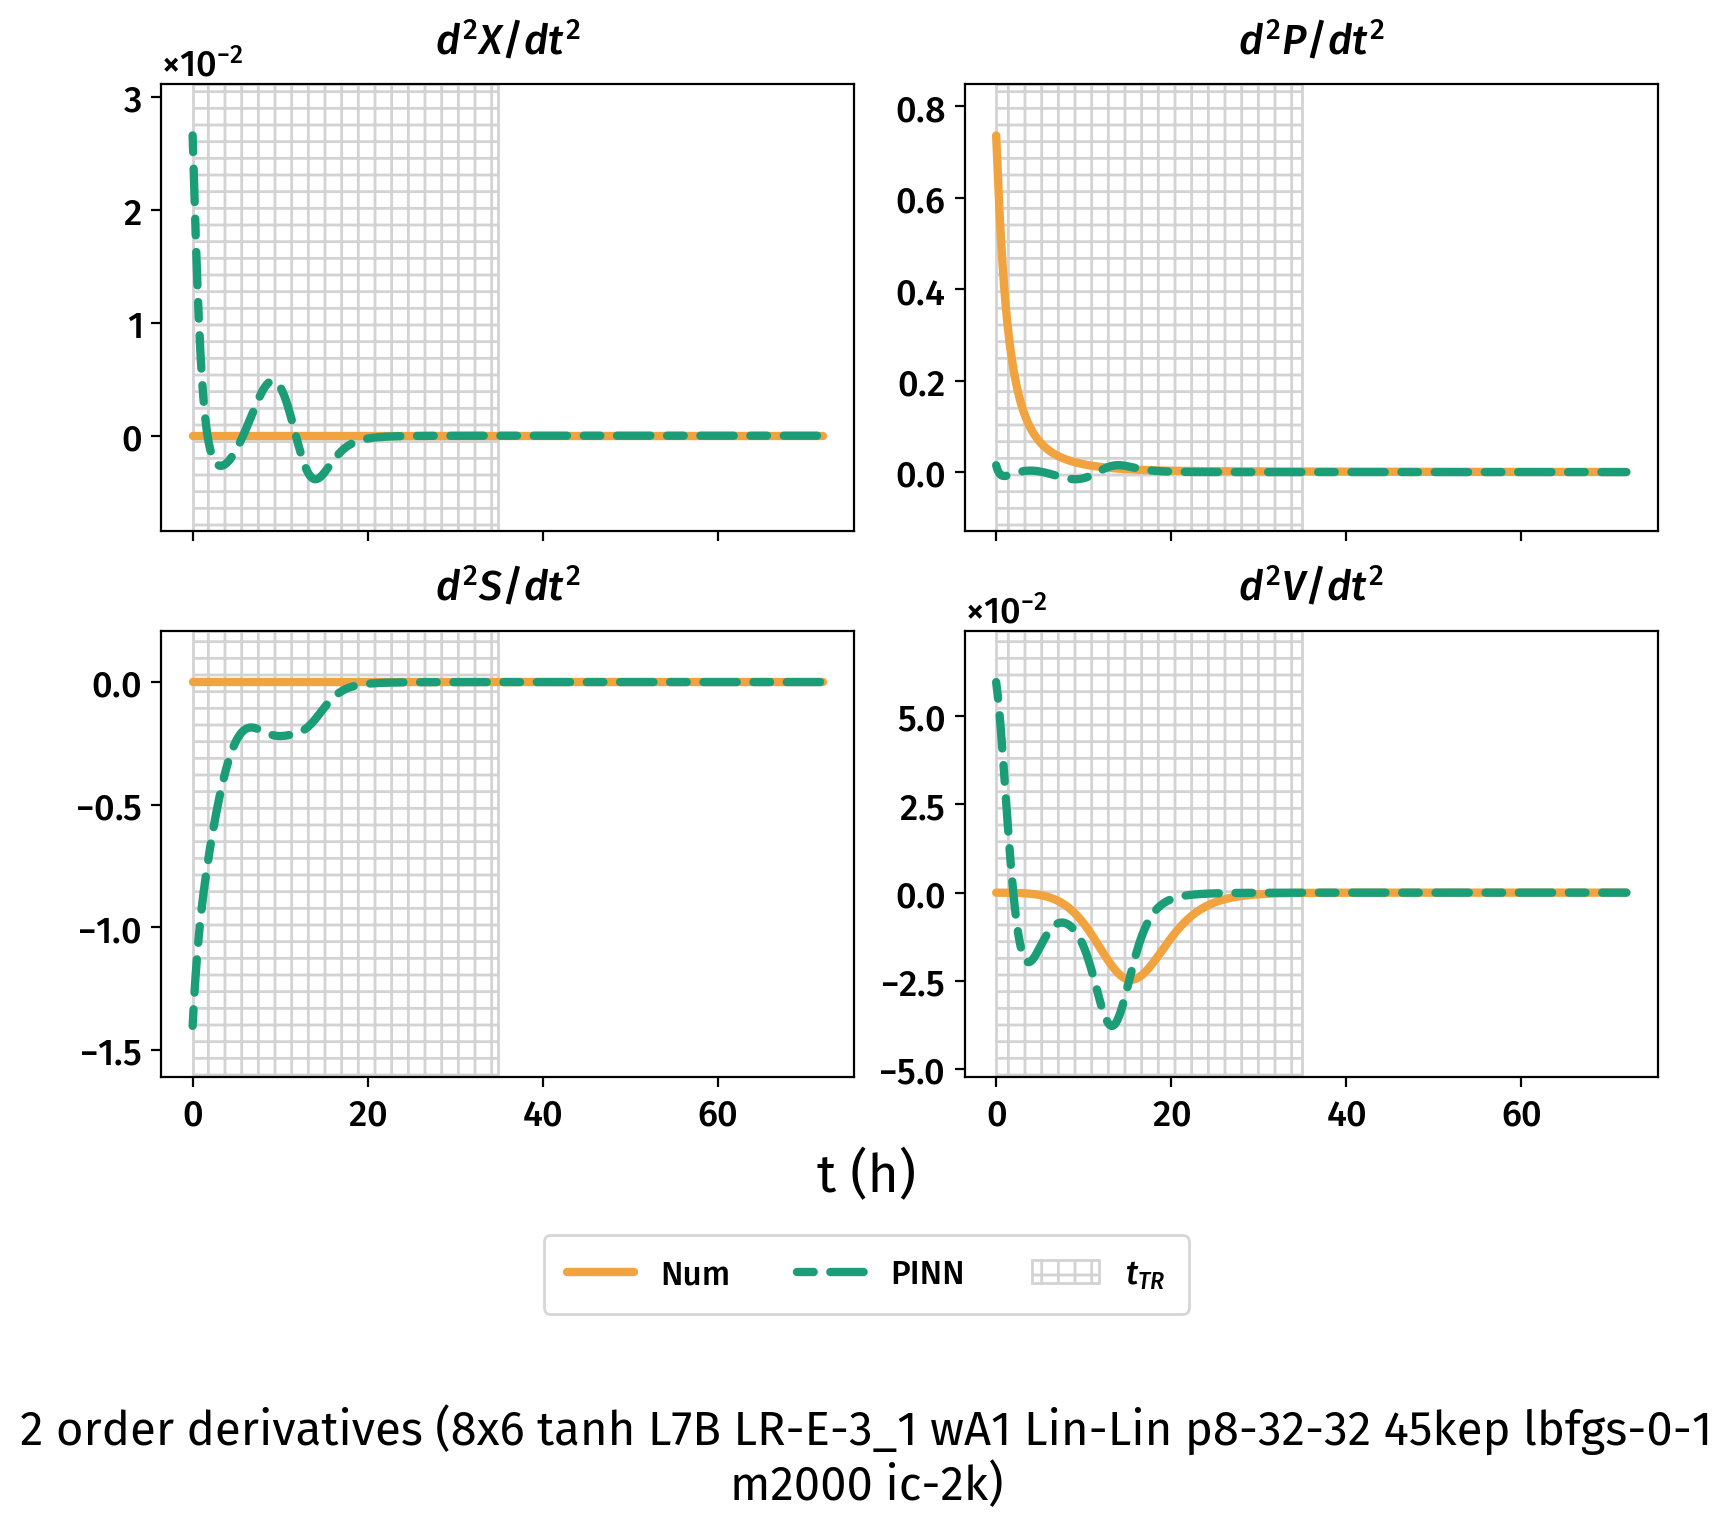 d²X/dt²
×10⁻²
3
2
1
0
d²P/dt²
0.8
0.6
0.4
0.2
0.0
d²S/dt²
0.0
−0.5
−1.0
−1.5
0 20 40 60
d²V/dt²
×10⁻²
5.0
2.5
0.0
−2.5
−5.0
0 20 40 60
t (h)
Num PINN t_TR
2 order derivatives (8x6 tanh L7B LR-E-3_1 wA1 Lin-Lin p8-32-32 45kep lbfgs-0-1
m2000 ic-2k)